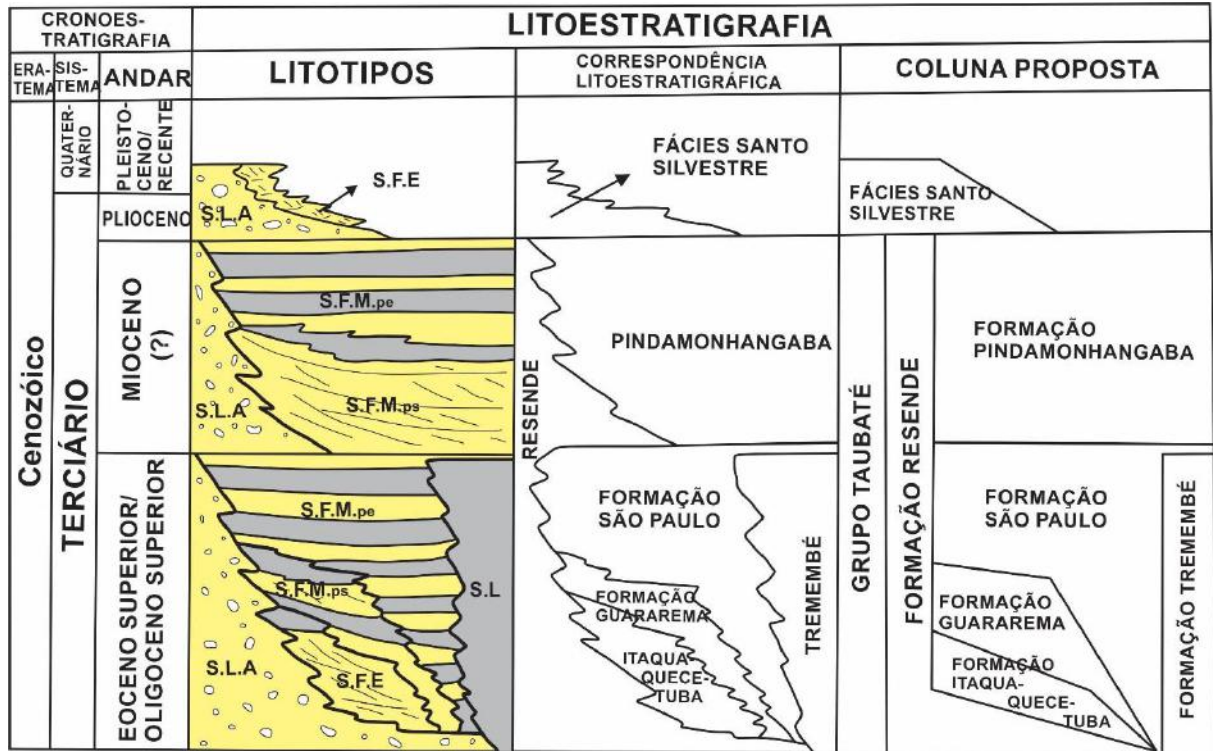 CRONOES-
TRATIGRAFIA
LITOESTRATIGRAFIA
ERA-
TEMA
SIS-
TEMA
ANDAR
LITOTIPOS
CORRESPONDÊNCIA
LITOESTRATIGRÁFICA
COLUNA PROPOSTA
Cenozóico
QUATER-
NÁRIO
TERCIÁRIO
PLEISTO-
CENO/
RECENTE
PLIOCENO
MIOCENO
(?)
EOCENO SUPERIOR/
OLIGOCENO SUPERIOR
S.F.E
S.L.A
S.F.M.pe
S.F.M.ps
S.L.A
S.F.M.pe
S.F.M.ps
S.L
S.L.A
S.F.E
FÁCIES SANTO
SILVESTRE
RESENDE
PINDAMONHANGABA
FORMAÇÃO
SÃO PAULO
FORMAÇÃO
GUARAREMA
ITAQUA-
QUECE-
TUBA
TREMEMBÉ
FÁCIES SANTO
SILVESTRE
GRUPO TAUBATÉ
FORMAÇÃO RESENDE
FORMAÇÃO
PINDAMONHANGABA
FORMAÇÃO
SÃO PAULO
FORMAÇÃO
GUARAREMA
FORMAÇÃO
ITAQUA-
QUECE-
TUBA
FORMAÇÃO TREMEMBÉ